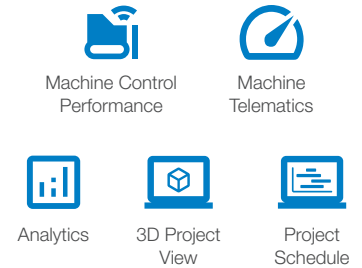 Machine Control
Performance
Machine
Telematics
Analytics
3D Project
View
Project
Schedule